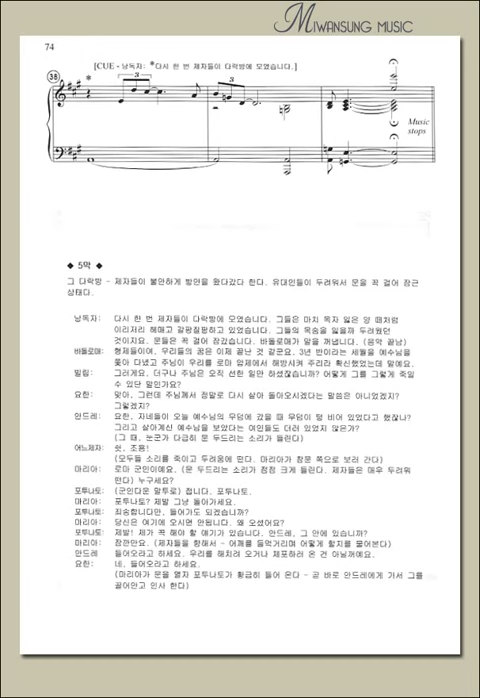 MIWANSUNG MUSIC
74
[CUE - 낭독자: *다시 한 번 제자들이 다락방에 모였습니다.]
38
*
3
3
Music
stops
◆ 5막 ◆
그 다락방 - 제자들이 불안하게 방안을 왔다갔다 한다. 유대인들이 두려워서 문을 꼭 걸어 잠근
상태다.
낭독자: 다시 한 번 제자들이 다락방에 모였습니다. 그들은 마치 목자 잃은 양 떼처럼
이리저리 헤매고 갈팡질팡하고 있었습니다. 그들의 목숨을 잃을까 두려웠던
것이지요. 문들은 꼭 걸어 잠갔습니다. 바돌로매가 말을 꺼냅니다. (음악 끝남)
바돌로매: 형제들이여, 우리들의 꿈은 이제 끝난 것 같군요. 3년 반이라는 세월을 예수님을
쫓아 다녔고 주님이 우리를 로마 압제에서 해방시켜 주리라 확신했었는데 말예요.
빌립: 그러게요. 더구나 주님은 오직 선한 일만 하셨잖습니까? 어떻게 그를 그렇게 죽일
수 있단 말인가요?
요한: 맞아, 그런데 주님께서 정말로 다시 살아 돌아오시겠다는 말씀은 아니었겠지?
그렇겠지?
안드레: 요한, 자네들이 오늘 예수님의 무덤에 갔을 때 무덤이 텅 비어 있었다고 했잖나?
그리고 살아계신 예수님을 보았다는 여인들도 더러 있었지 않은가?
(그 때, 누군가 다급히 문 두드리는 소리가 들린다)
어느제자: 쉿, 조용!
(모두들 소리를 죽이고 두려움에 떤다. 마리아가 창문 쪽으로 보러 간다)
마리아: 로마 군인이예요. (문 두드리는 소리가 점점 크게 들린다. 제자들은 매우 두려워
한다) 누구세요?
포투나토: (군인다운 말투로) 접니다. 포투나토.
마리아: 포투나토? 제발 그냥 돌아가세요.
포투나토: 죄송합니다만, 들어가도 되겠습니까?
마리아: 당신은 여기에 오시면 안됩니다. 왜 오셨어요?
포투나토: 제발! 제가 꼭 해야 할 얘기가 있습니다. 안드레, 그 안에 있습니까?
마리아: 잠깐만요. (제자들을 향해서 - 어깨를 들먹거리며 어떻게 할지를 물어본다)
안드레 들어오라고 하세요. 우리를 해치러 오거나 체포하러 온 건 아닐꺼예요.
요한: 네, 들어오라고 하세요.
(마리아가 문을 열자 포투나토가 황급히 들어 온다 - 곧 바로 안드레에게 가서 그를
끌어안고 인사 한다)